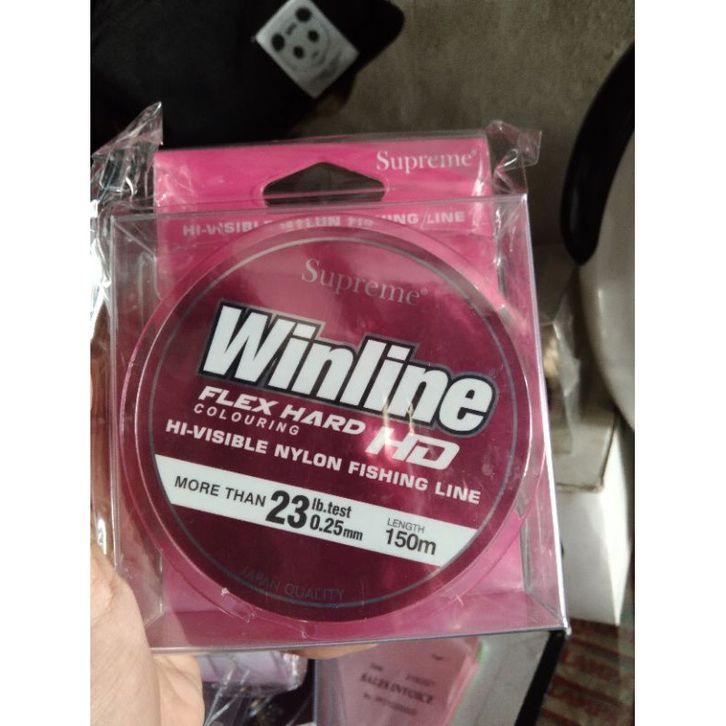 Supreme®
HI-VISIBLE NYLON FISHING LINE
Supreme®
Winline
FLEX HARD HD
COLOURING
HI-VISIBLE NYLON FISHING LINE
MORE THAN 23 lb.test 0.25mm LENGTH 150m
JAPAN QUALITY
SALES INVOICE